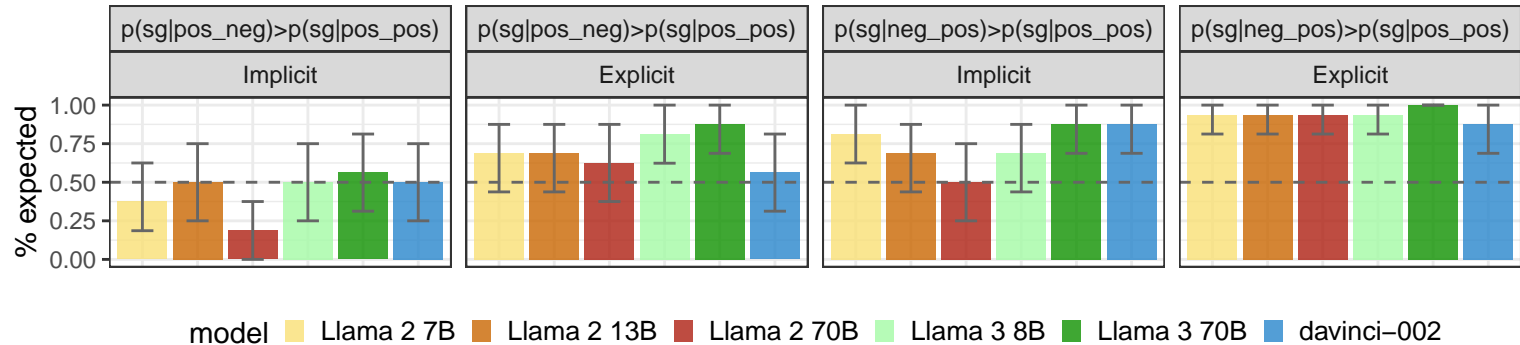 p(sg|pos_neg)>p(sg|pos_pos) p(sg|pos_neg)>p(sg|pos_pos) p(sg|neg_pos)>p(sg|pos_pos) p(sg|neg_pos)>p(sg|pos_pos)
Implicit Explicit Implicit Explicit
% expected
1.00
0.75
0.50
0.25
0.00
model Llama 2 7B Llama 2 13B Llama 2 70B Llama 3 8B Llama 3 70B davinci−002